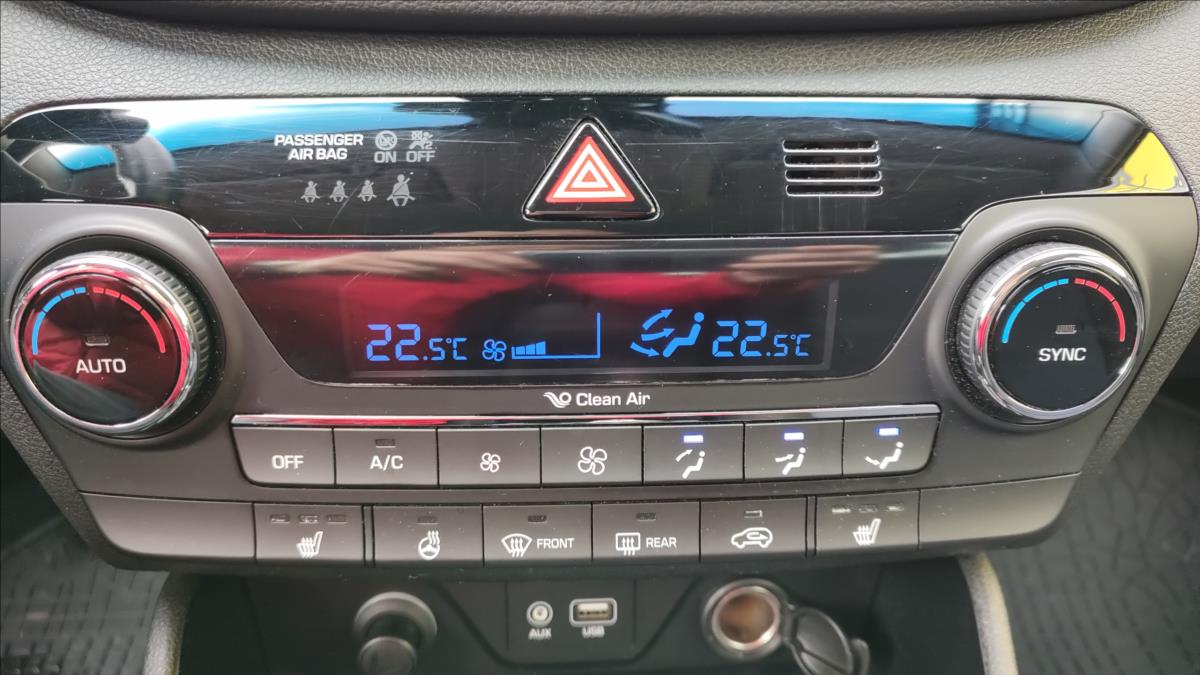 PASSENGER
AIR BAG ON OFF
22.5°C 22.5°C
AUTO
SYNC
Clean Air
OFF A/C
FRONT REAR
AUX USB